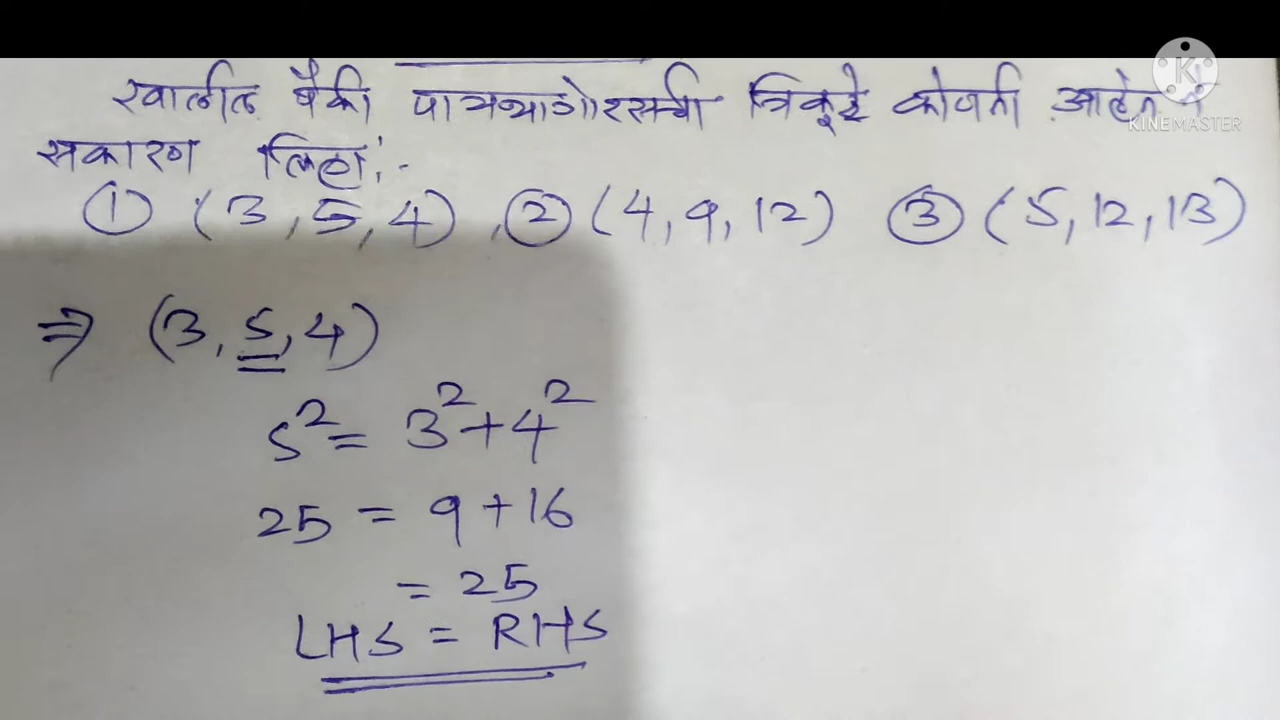 खालील पैकी पायथागोरसची त्रिकुटे कोणती आहेत ते
सकारण लिहा:-
① (3, 5, 4) , ② (4, 9, 12) ③ (5, 12, 13)
⇒ (3, 5, 4)
5² = 3² + 4²
25 = 9 + 16
= 25
LHS = RHS
KINEMASTER